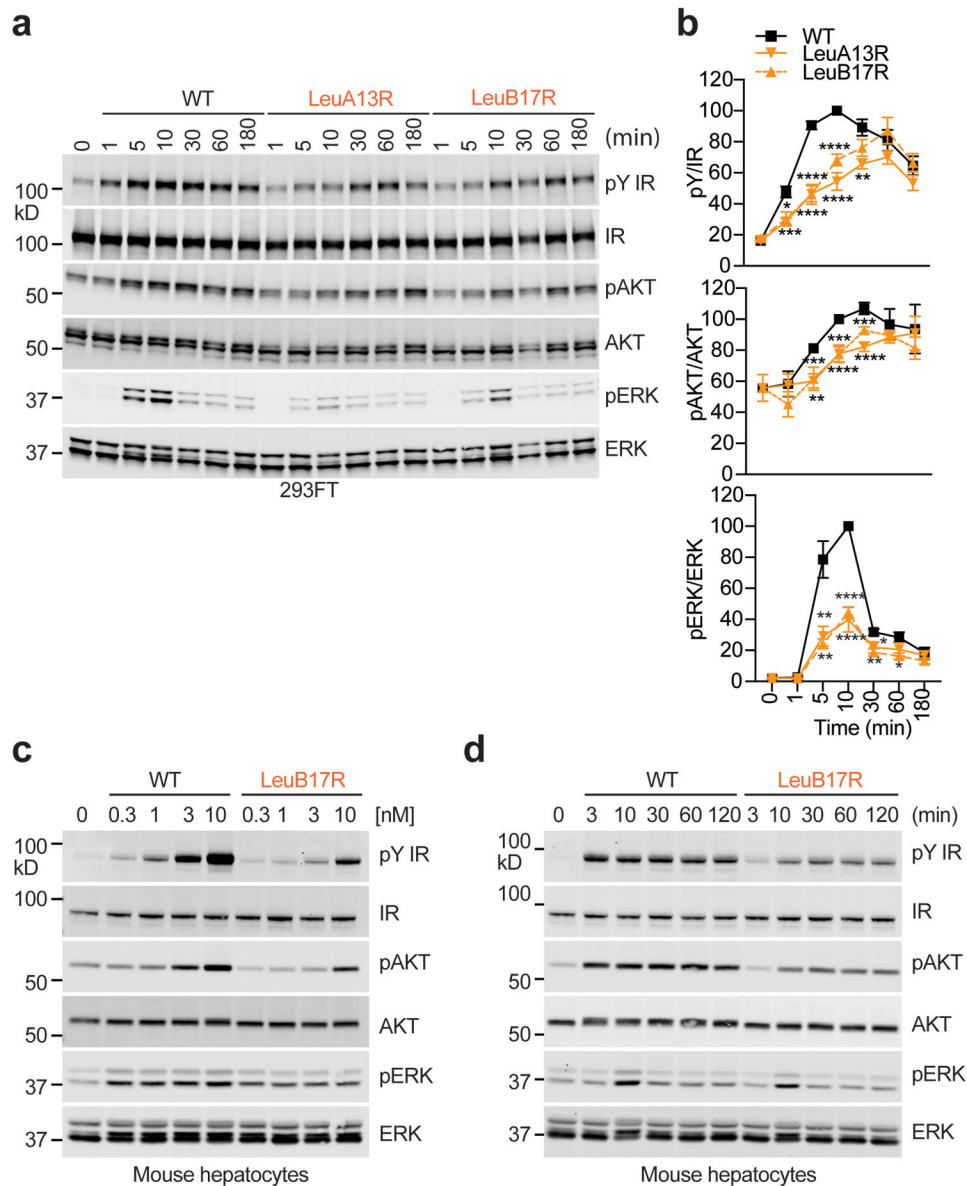 a
WT LeuA13R LeuB17R
0 1 5 10 30 60 180 1 5 10 30 60 180 1 5 10 30 60 180 (min)
100 pY IR
kD
100 IR
50 pAKT
50 AKT
37 pERK
37 ERK
293FT
b
WT
LeuA13R
LeuB17R
120
100
80
60
40
20
0
pY/IR
* *** **** **** **** **** **
120
100
80
60
40
20
0
pAKT/AKT
*** ** *** **** *** ****
120
100
80
60
40
20
0
pERK/ERK
** ** **** **** * ** *
0 1 5 10 30 60 180
Time (min)
c
WT LeuB17R
0 0.3 1 3 10 0.3 1 3 10 [nM]
100 pY IR
kD
100 IR
50 pAKT
50 AKT
37 pERK
37 ERK
Mouse hepatocytes
d
WT LeuB17R
0 3 10 30 60 120 3 10 30 60 120 (min)
100 pY IR
kD
100 IR
50 pAKT
50 AKT
37 pERK
37 ERK
Mouse hepatocytes